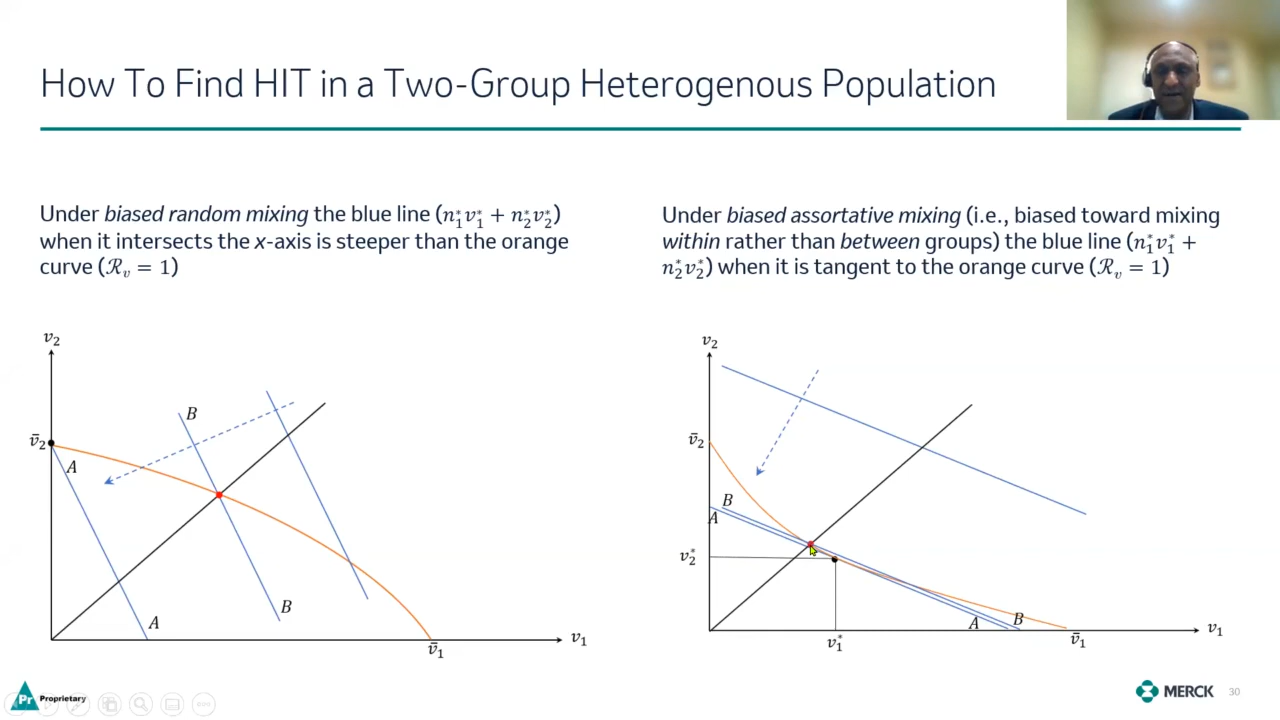 How To Find HIT in a Two-Group Heterogenous Population
Under biased random mixing the blue line (𝑛₁*𝑣₁* + 𝑛₂*𝑣₂*)
when it intersects the x-axis is steeper than the orange
curve (ℛᵥ = 1)
Under biased assortative mixing (i.e., biased toward mixing
within rather than between groups) the blue line (𝑛₁*𝑣₁* +
𝑛₂*𝑣₂*) when it is tangent to the orange curve (ℛᵥ = 1)
v₂
B
v̄₂
A
B
A
v̄₁
v₁
v₂
v̄₂
B
A
v₂*
A
B
v₁*
v̄₁
v₁
Pr
Proprietary
MERCK
30